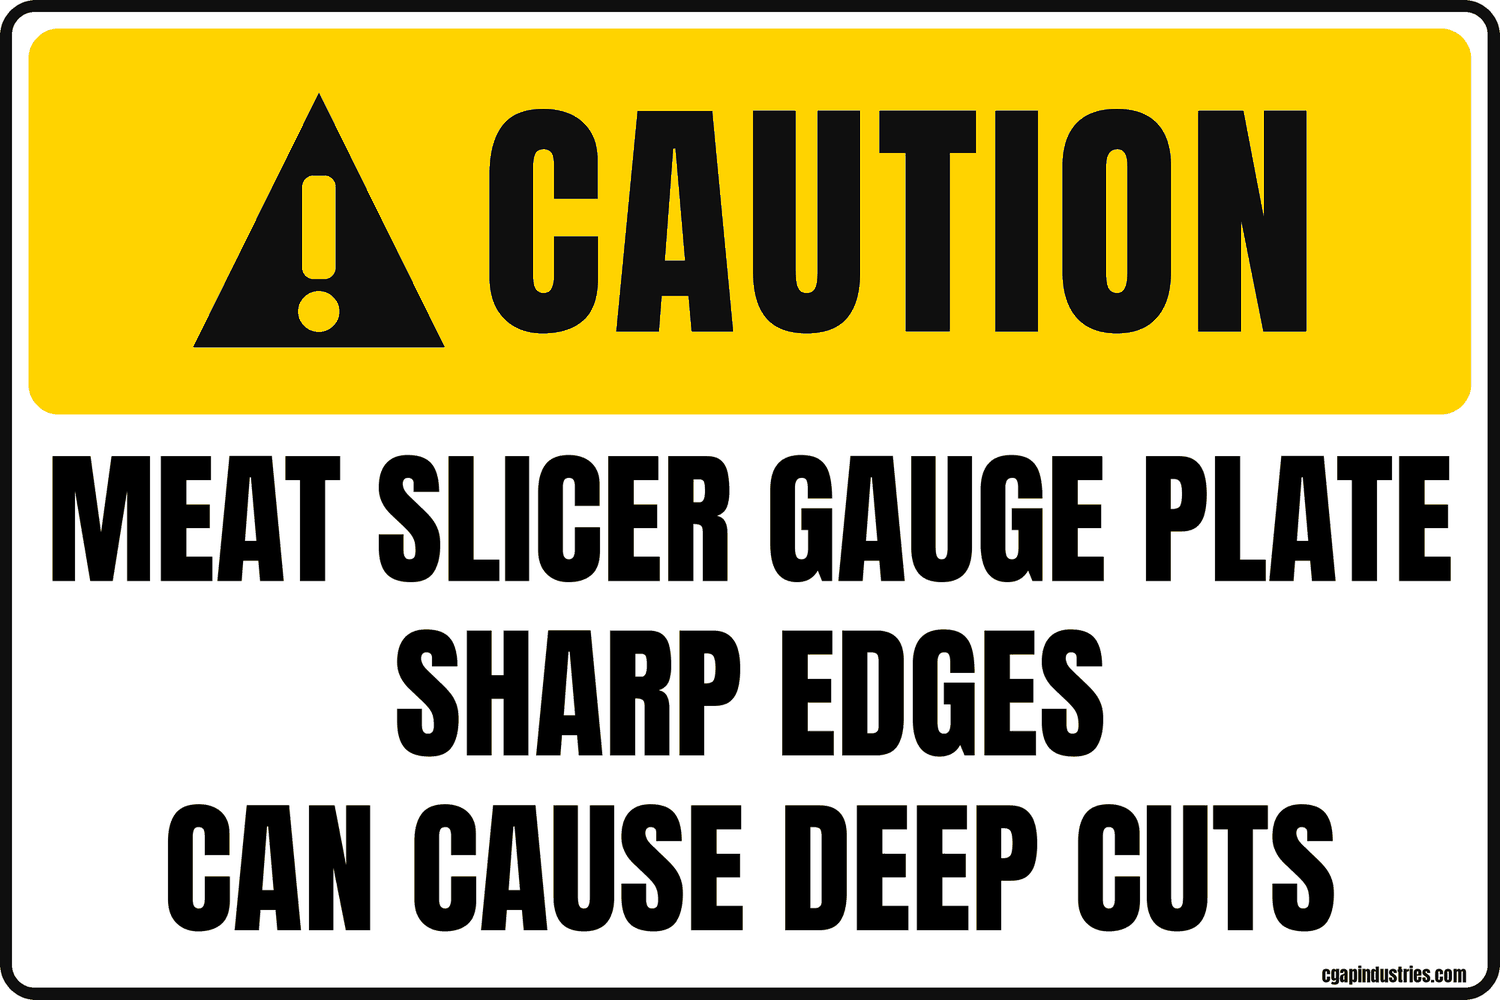 CAUTION
MEAT SLICER GAUGE PLATE
SHARP EDGES
CAN CAUSE DEEP CUTS
cgapindustries.com